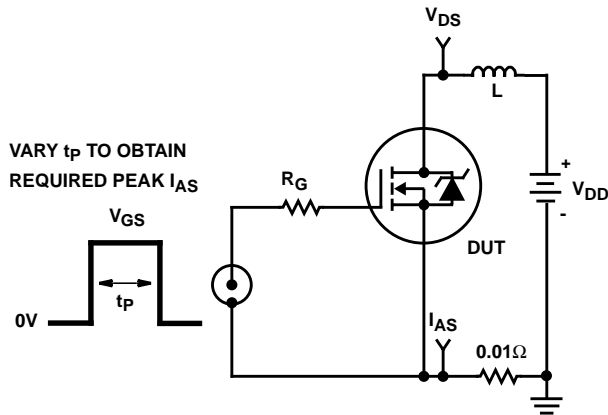 V_DS
L
VARY t_P TO OBTAIN
REQUIRED PEAK I_AS
R_G
+
V_DD
-
V_GS
DUT
t_P
0V
I_AS
0.01Ω